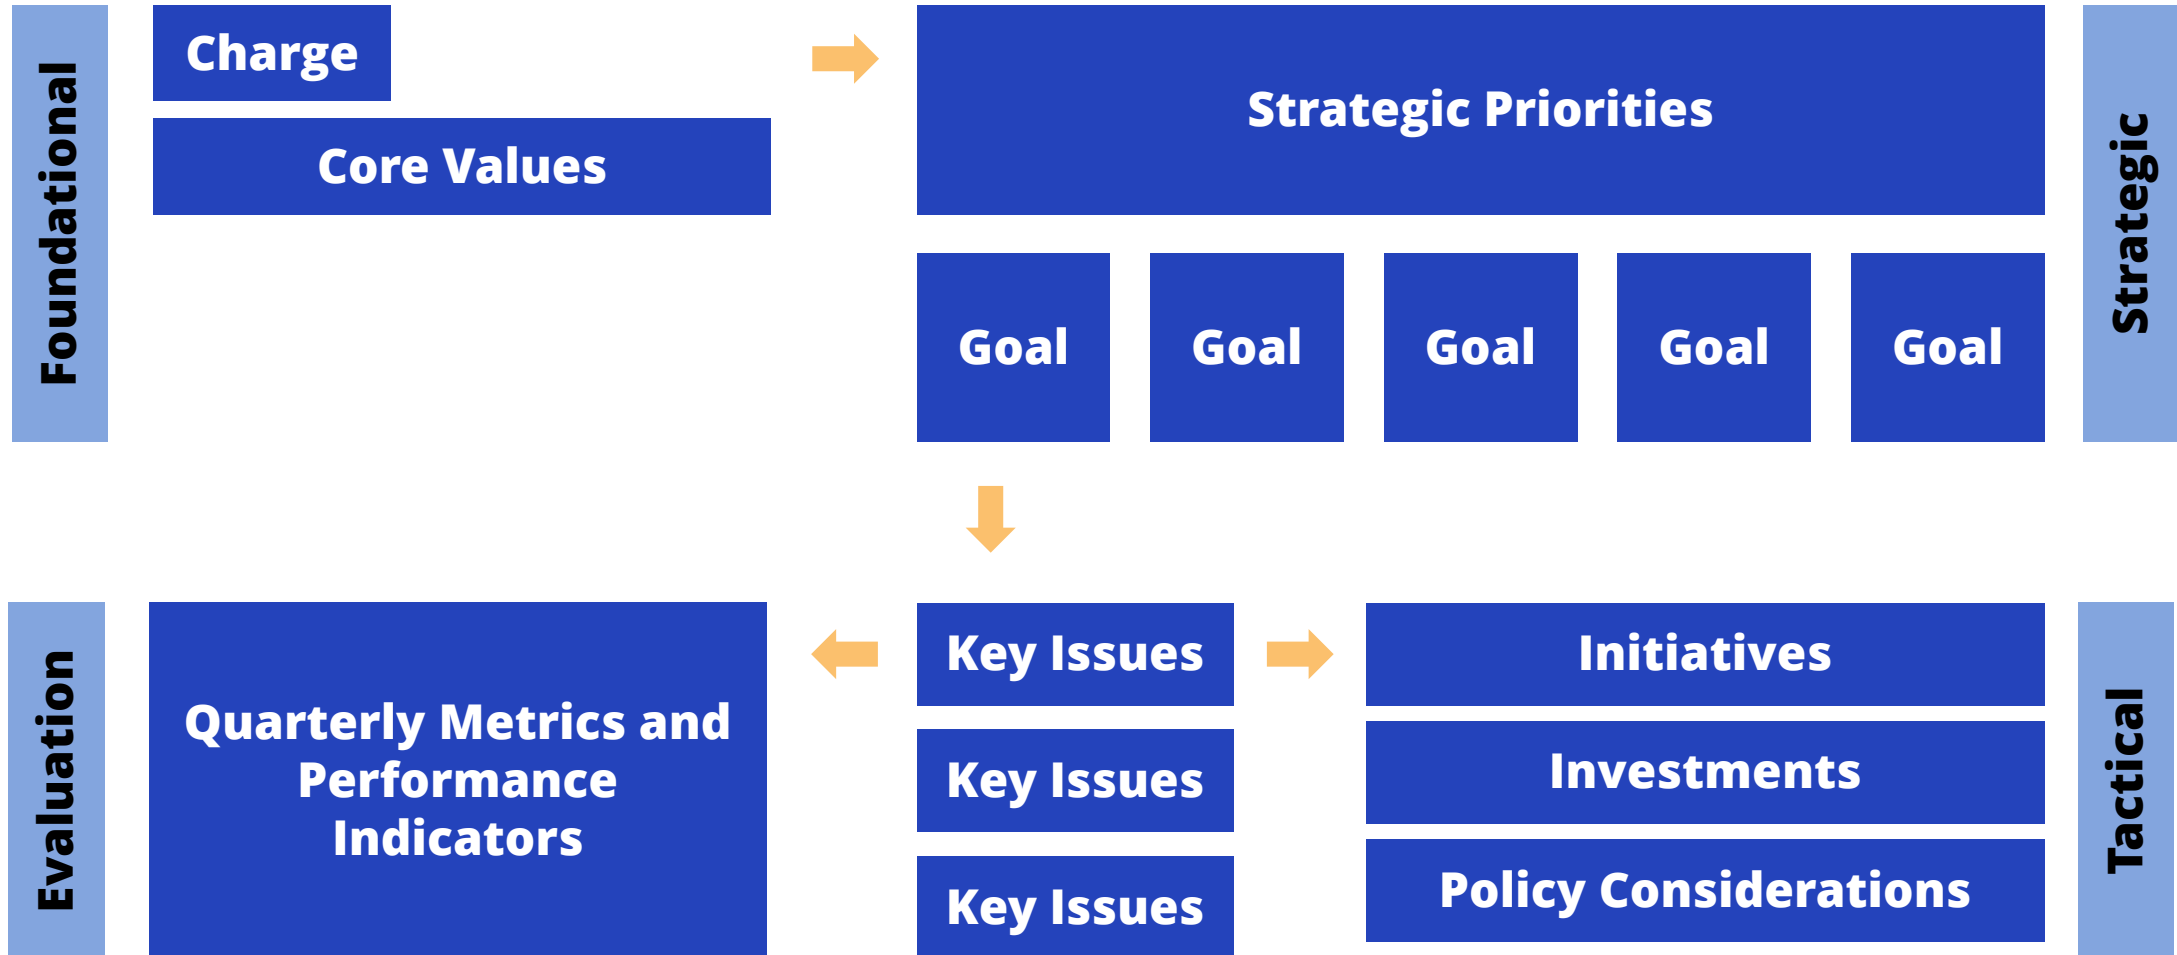 Foundational
Charge
Core Values
Strategic Priorities
Strategic
Goal
Goal
Goal
Goal
Goal
Evaluation
Quarterly Metrics and
Performance
Indicators
Key Issues
Key Issues
Key Issues
Initiatives
Investments
Policy Considerations
Tactical